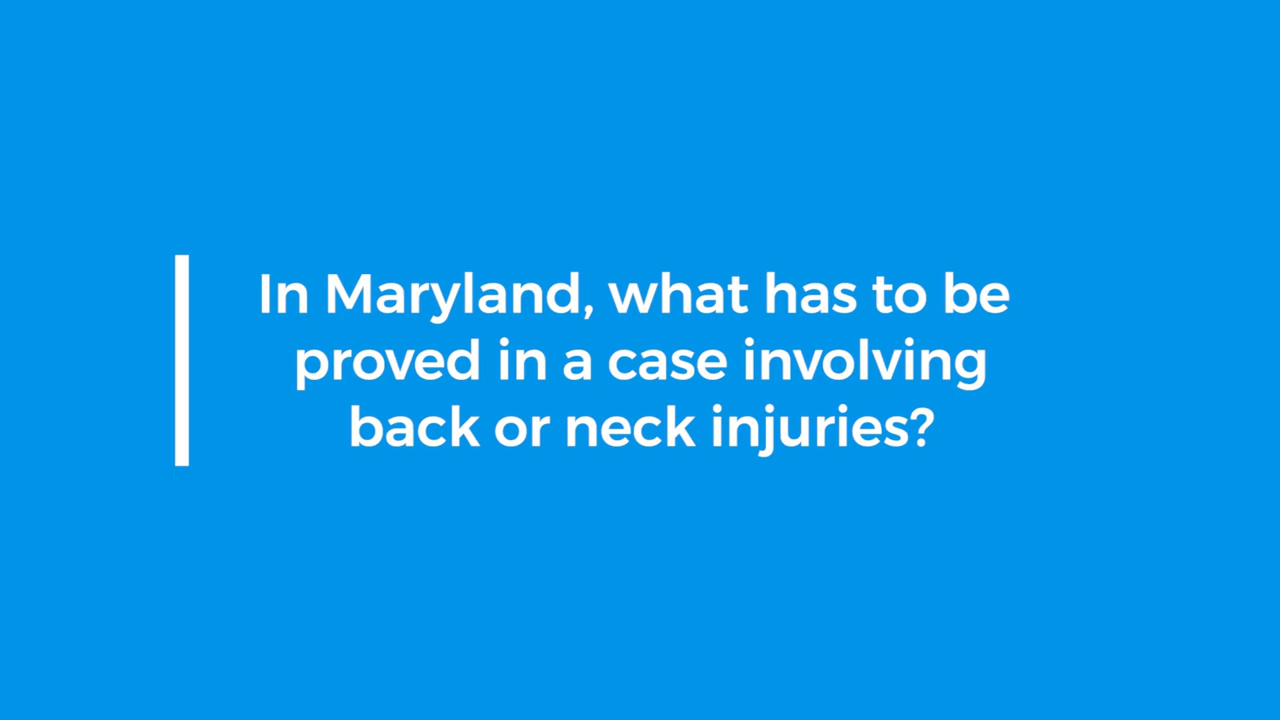 In Maryland, what has to be
proved in a case involving
back or neck injuries?